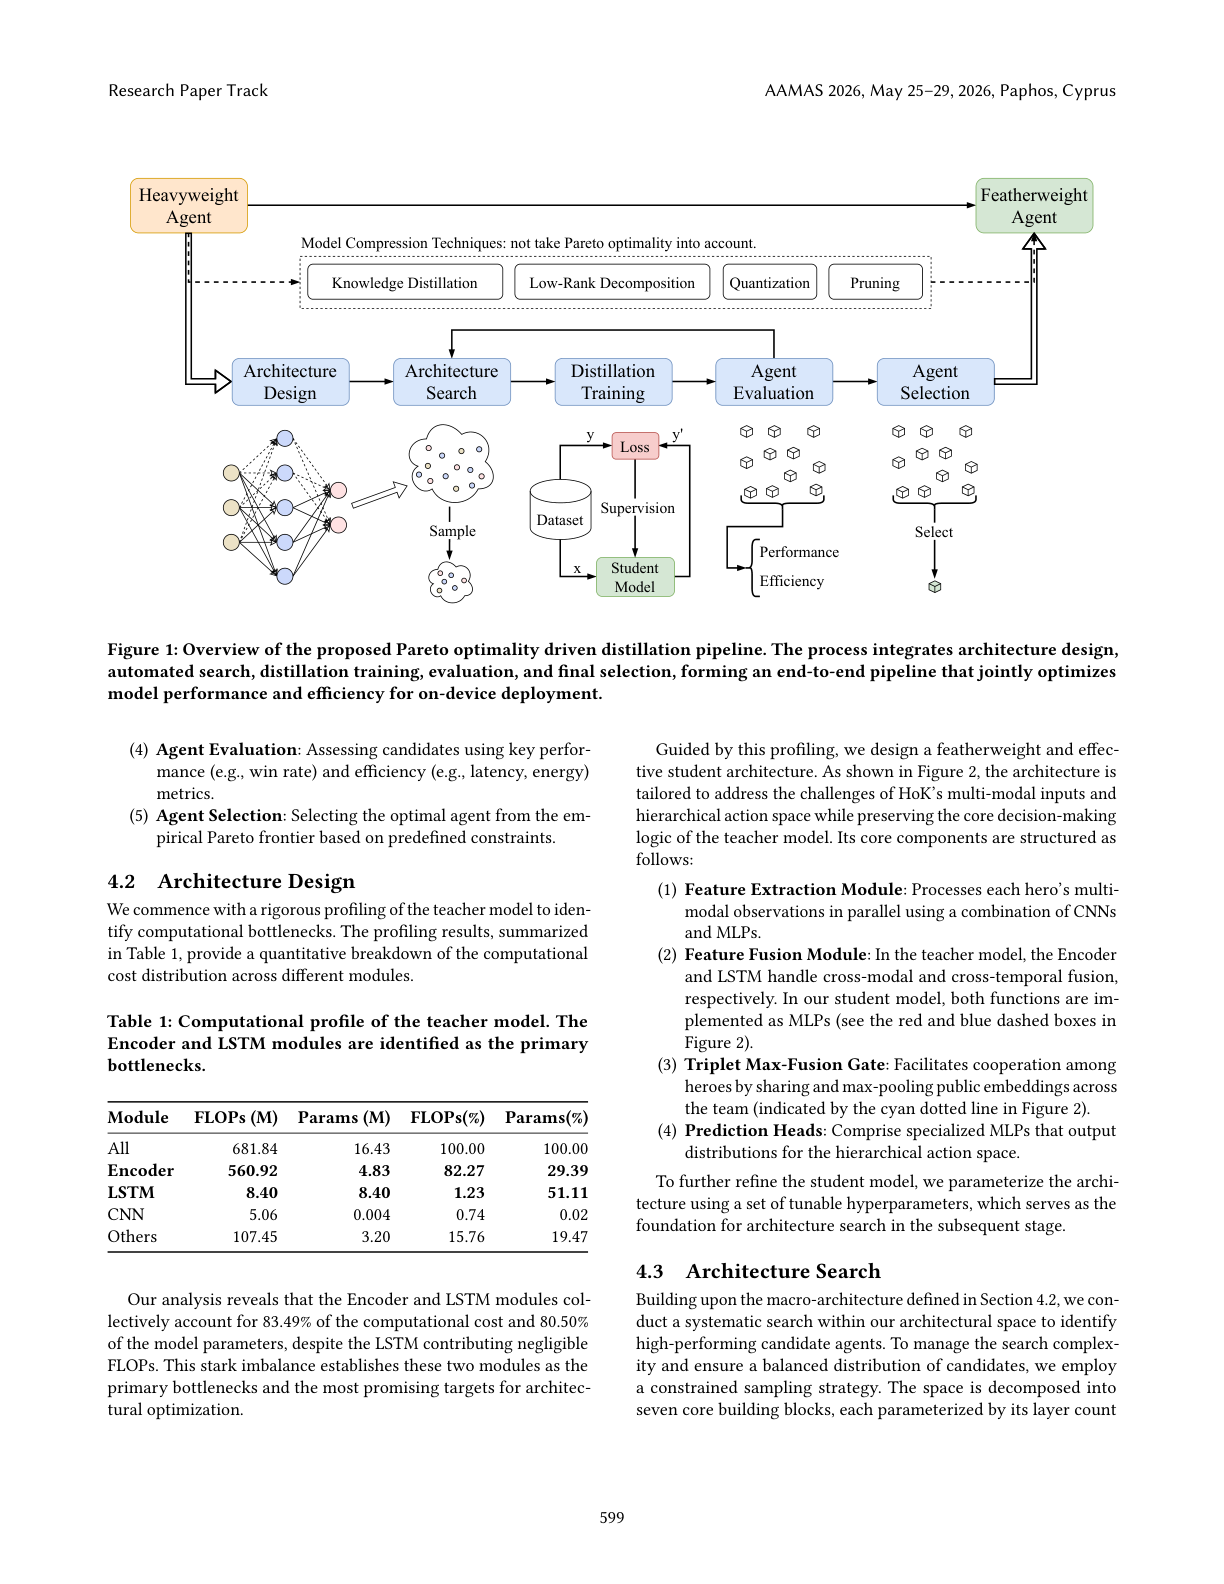 Research Paper Track
AAMAS 2026, May 25–29, 2026, Paphos, Cyprus
Heavyweight
Agent
Featherweight
Agent
Model Compression Techniques: not take Pareto optimality into account.
Knowledge Distillation
Low-Rank Decomposition
Quantization
Pruning
Architecture
Design
Architecture
Search
Distillation
Training
Agent
Evaluation
Agent
Selection
Sample
y
Loss
y'
Dataset
Supervision
x
Student
Model
Performance
Efficiency
Select
Figure 1: Overview of the proposed Pareto optimality driven distillation pipeline. The process integrates architecture design,
automated search, distillation training, evaluation, and final selection, forming an end-to-end pipeline that jointly optimizes
model performance and efficiency for on-device deployment.
(4) Agent Evaluation: Assessing candidates using key perfor-
mance (e.g., win rate) and efficiency (e.g., latency, energy)
metrics.
(5) Agent Selection: Selecting the optimal agent from the em-
pirical Pareto frontier based on predefined constraints.
4.2 Architecture Design
We commence with a rigorous profiling of the teacher model to iden-
tify computational bottlenecks. The profiling results, summarized
in Table 1, provide a quantitative breakdown of the computational
cost distribution across different modules.
Table 1: Computational profile of the teacher model. The
Encoder and LSTM modules are identified as the primary
bottlenecks.
Module FLOPs (M) Params (M) FLOPs(%) Params(%)
All 681.84 16.43 100.00 100.00
Encoder 560.92 4.83 82.27 29.39
LSTM 8.40 8.40 1.23 51.11
CNN 5.06 0.004 0.74 0.02
Others 107.45 3.20 15.76 19.47
Our analysis reveals that the Encoder and LSTM modules col-
lectively account for 83.49% of the computational cost and 80.50%
of the model parameters, despite the LSTM contributing negligible
FLOPs. This stark imbalance establishes these two modules as the
primary bottlenecks and the most promising targets for architec-
tural optimization.
Guided by this profiling, we design a featherweight and effec-
tive student architecture. As shown in Figure 2, the architecture is
tailored to address the challenges of HoK's multi-modal inputs and
hierarchical action space while preserving the core decision-making
logic of the teacher model. Its core components are structured as
follows:
(1) Feature Extraction Module: Processes each hero's multi-
modal observations in parallel using a combination of CNNs
and MLPs.
(2) Feature Fusion Module: In the teacher model, the Encoder
and LSTM handle cross-modal and cross-temporal fusion,
respectively. In our student model, both functions are im-
plemented as MLPs (see the red and blue dashed boxes in
Figure 2).
(3) Triplet Max-Fusion Gate: Facilitates cooperation among
heroes by sharing and max-pooling public embeddings across
the team (indicated by the cyan dotted line in Figure 2).
(4) Prediction Heads: Comprise specialized MLPs that output
distributions for the hierarchical action space.
To further refine the student model, we parameterize the archi-
tecture using a set of tunable hyperparameters, which serves as the
foundation for architecture search in the subsequent stage.
4.3 Architecture Search
Building upon the macro-architecture defined in Section 4.2, we con-
duct a systematic search within our architectural space to identify
high-performing candidate agents. To manage the search complex-
ity and ensure a balanced distribution of candidates, we employ
a constrained sampling strategy. The space is decomposed into
seven core building blocks, each parameterized by its layer count
599